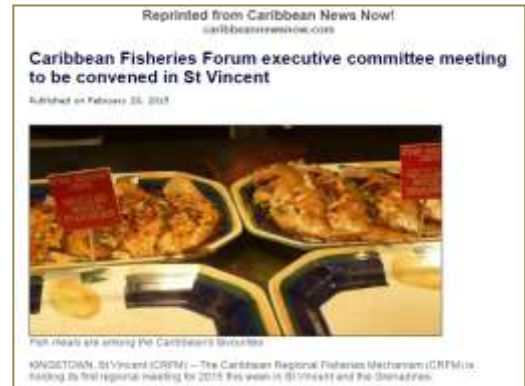 Reprinted from Caribbean News Now!
caribbeannewsnow.com
Caribbean Fisheries Forum executive committee meeting
to be convened in St Vincent
Published on February 25, 2015
Fish meals are among the Caribbean's favourites
KINGSTOWN, St Vincent (CRFM) -- The Caribbean Regional Fisheries Mechanism (CRFM) is
holding its first regional meeting for 2015 this week in St Vincent and the Grenadines.